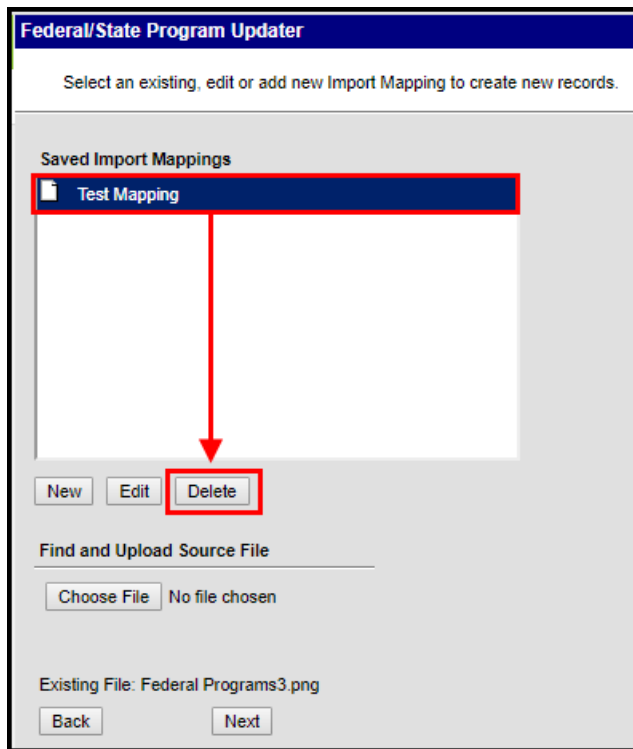 Federal/State Program Updater
Select an existing, edit or add new Import Mapping to create new records.
Saved Import Mappings
Test Mapping
New Edit Delete
Find and Upload Source File
Choose File No file chosen
Existing File: Federal Programs3.png
Back Next